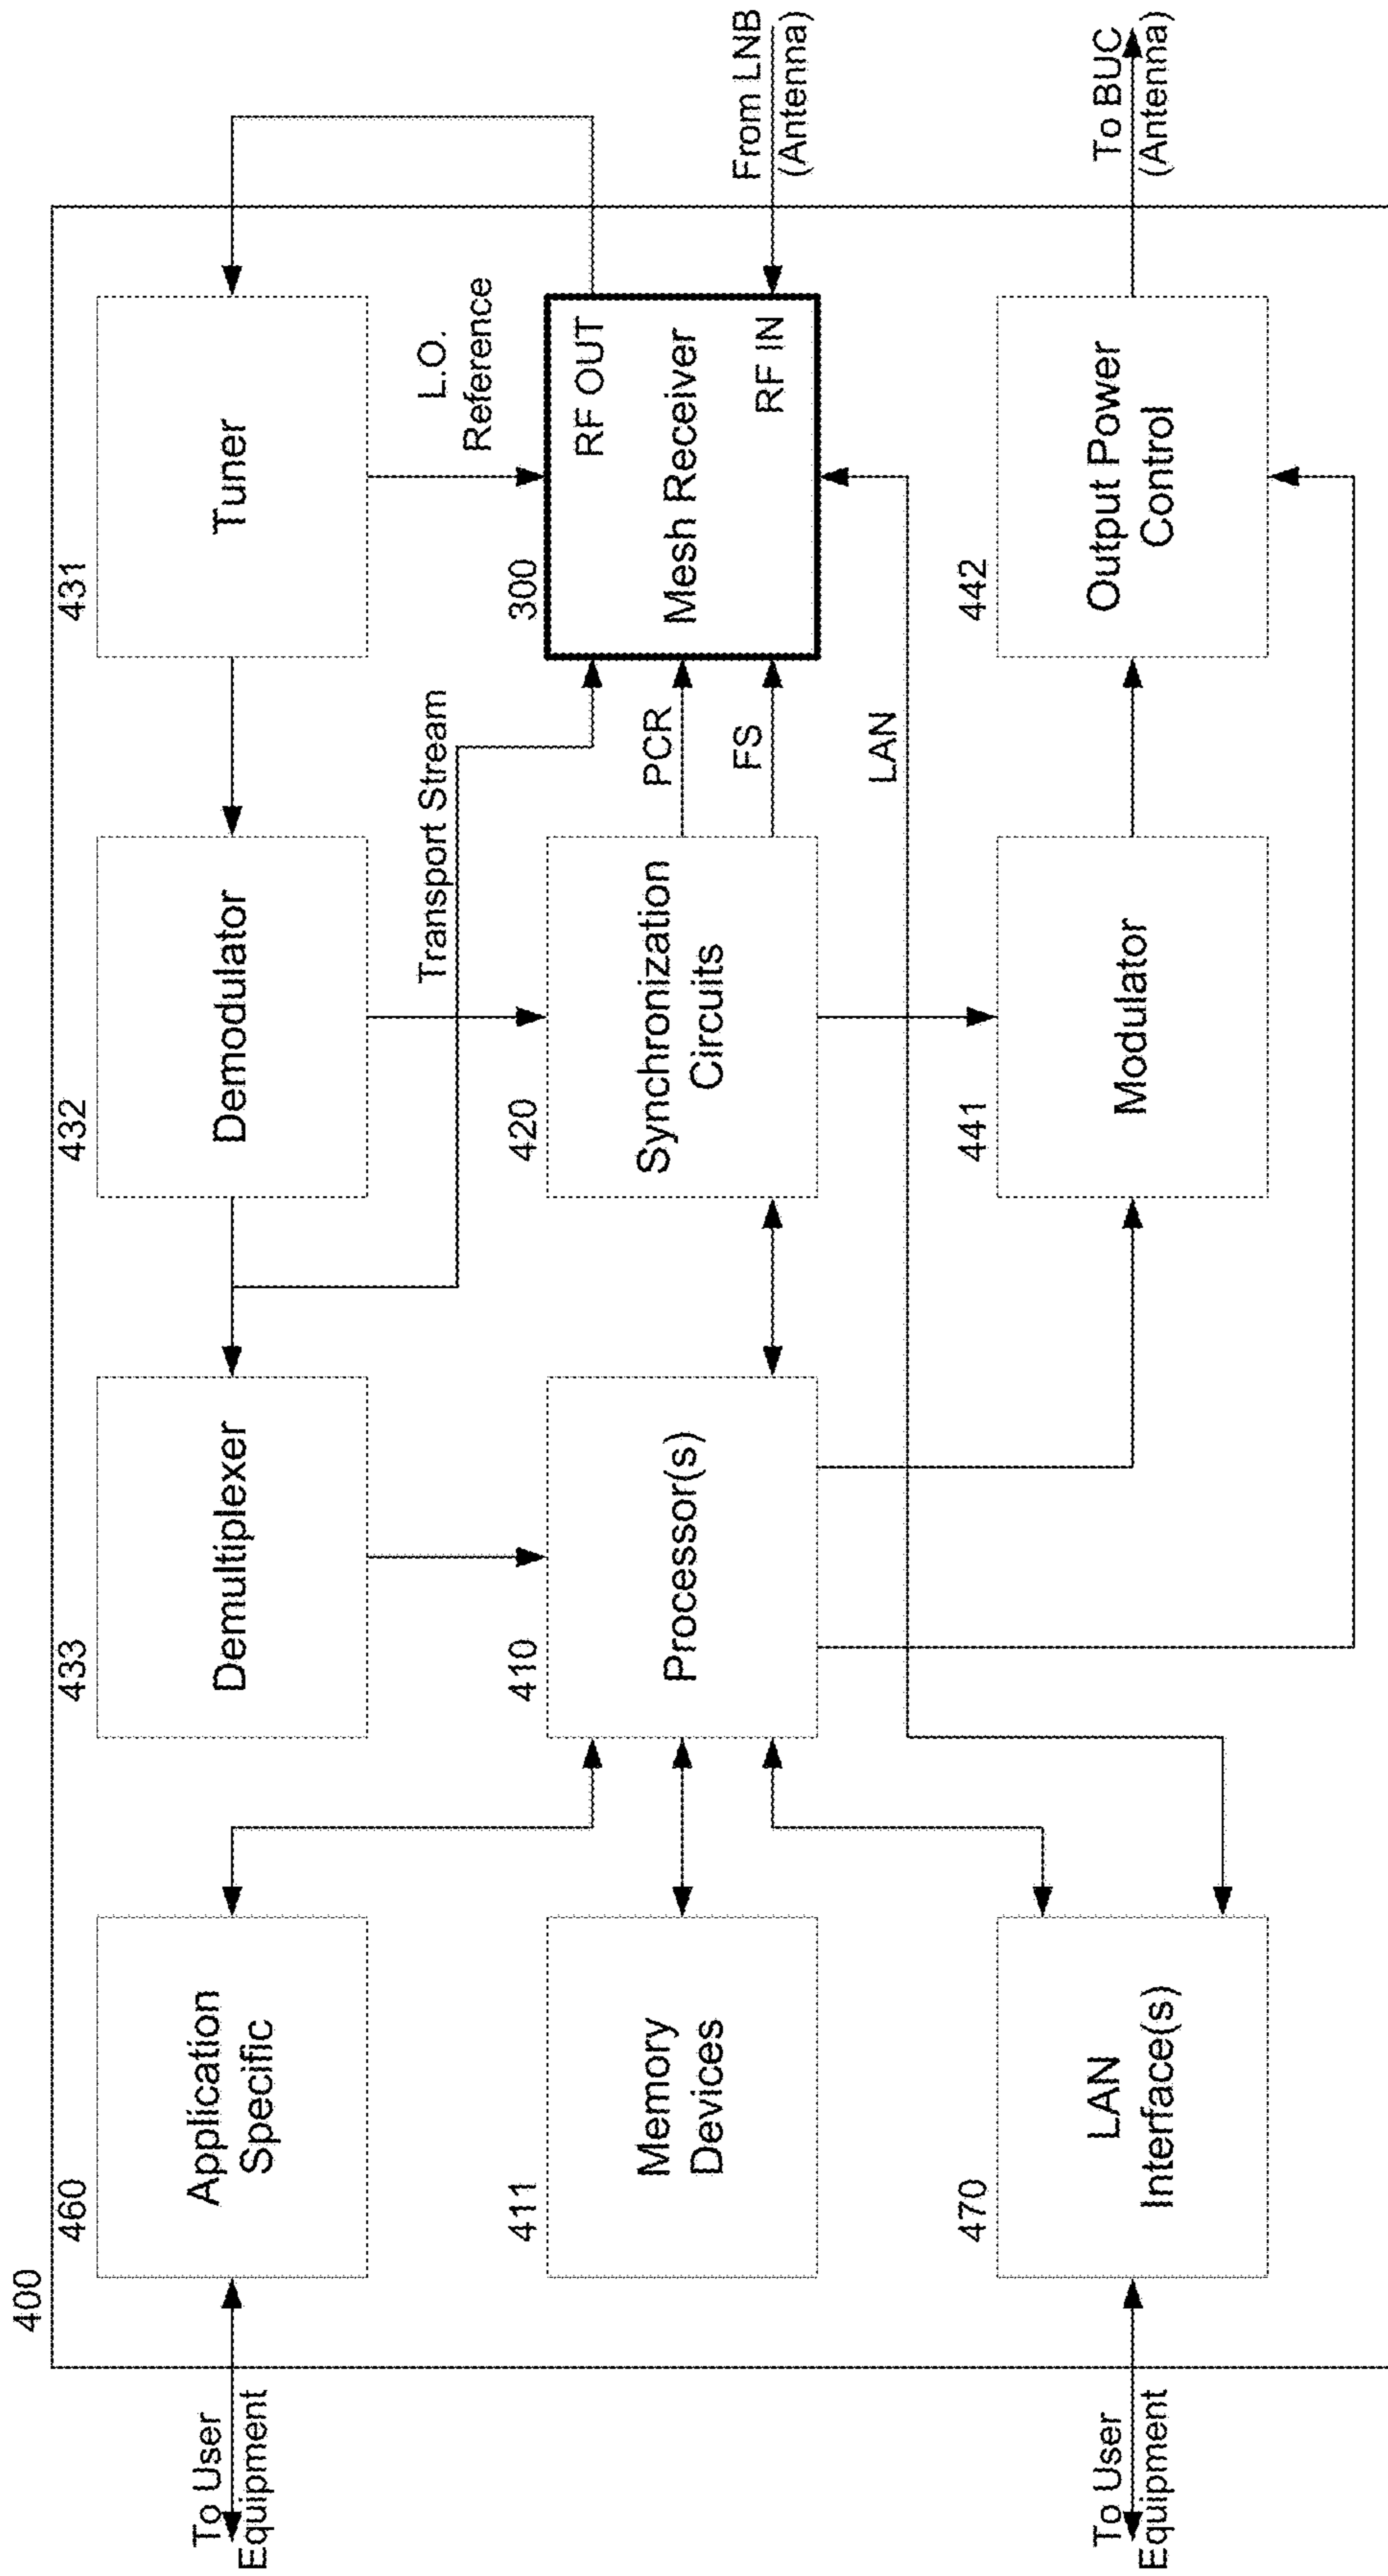 400
460
Application
Specific
433
Demultiplexer
432
Demodulator
431
Tuner
To User
Equipment
Transport Stream
L.O.
Reference
411
Memory
Devices
410
Processor(s)
420
Synchronization
Circuits
PCR
FS
300
RF OUT
Mesh Receiver
RF IN
From LNB
(Antenna)
LAN
470
LAN
Interface(s)
441
Modulator
442
Output Power
Control
To User
Equipment
To BUC
(Antenna)